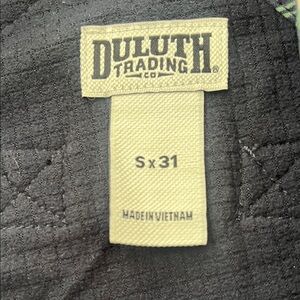 DULUTH
TRADING
CO
S x 31
MADE IN VIETNAM